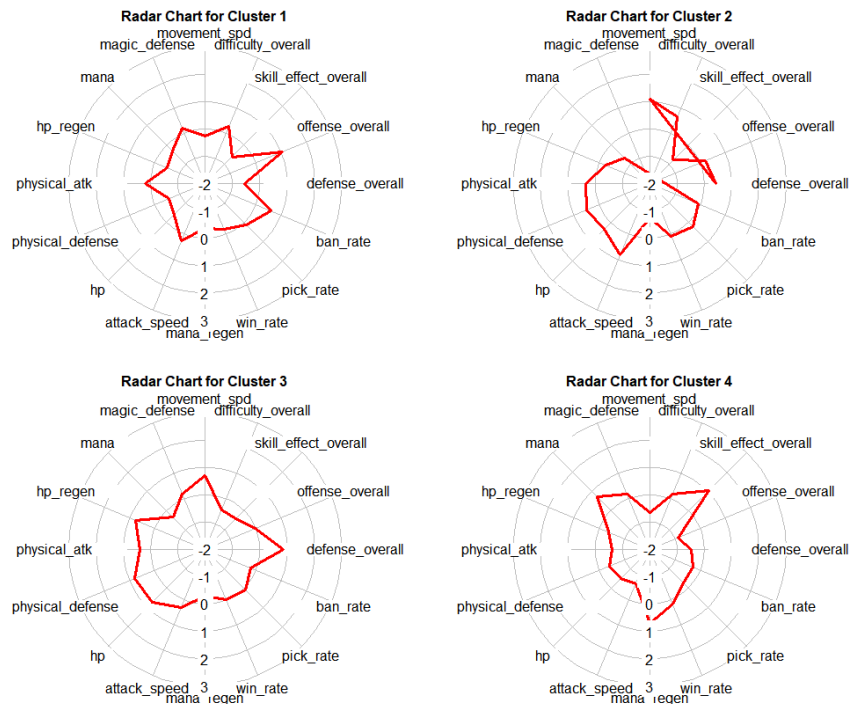 Radar Chart for Cluster 1
movement_spd
magic_defense
difficulty_overall
mana
skill_effect_overall
hp_regen
offense_overall
physical_atk
-2
defense_overall
-1
physical_defense
0
ban_rate
1
hp
pick_rate
2
attack_speed
3
win_rate
mana_regen
Radar Chart for Cluster 2
movement_spd
magic_defense
difficulty_overall
mana
skill_effect_overall
hp_regen
offense_overall
physical_atk
-2
defense_overall
-1
physical_defense
0
ban_rate
1
hp
pick_rate
2
attack_speed
3
win_rate
mana_regen
Radar Chart for Cluster 3
movement_spd
magic_defense
difficulty_overall
mana
skill_effect_overall
hp_regen
offense_overall
physical_atk
-2
defense_overall
-1
physical_defense
0
ban_rate
1
hp
pick_rate
2
attack_speed
3
win_rate
mana_regen
Radar Chart for Cluster 4
movement_spd
magic_defense
difficulty_overall
mana
skill_effect_overall
hp_regen
offense_overall
physical_atk
-2
defense_overall
-1
physical_defense
0
ban_rate
1
hp
pick_rate
2
attack_speed
3
win_rate
mana_regen